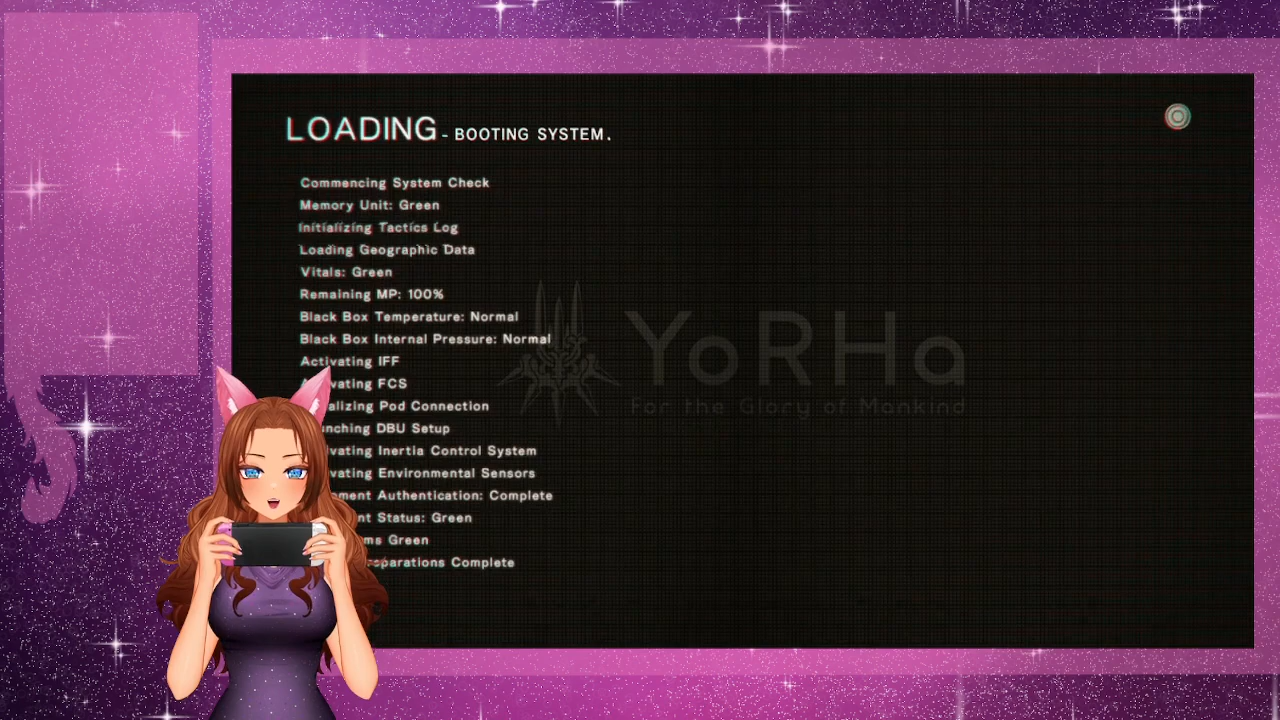 LOADING - BOOTING SYSTEM.
Commencing System Check
Memory Unit: Green
Initializing Tactics Log
Loading Geographic Data
Vitals: Green
Remaining MP: 100%
Black Box Temperature: Normal
Black Box Internal Pressure: Normal
Activating IFF
FCS
Pod Connection
DBU Setup
Inertia Control System
Environmental Sensors
Authentication: Complete
Status: Green
Green
Complete
YoRHa
For the Glory of Mankind